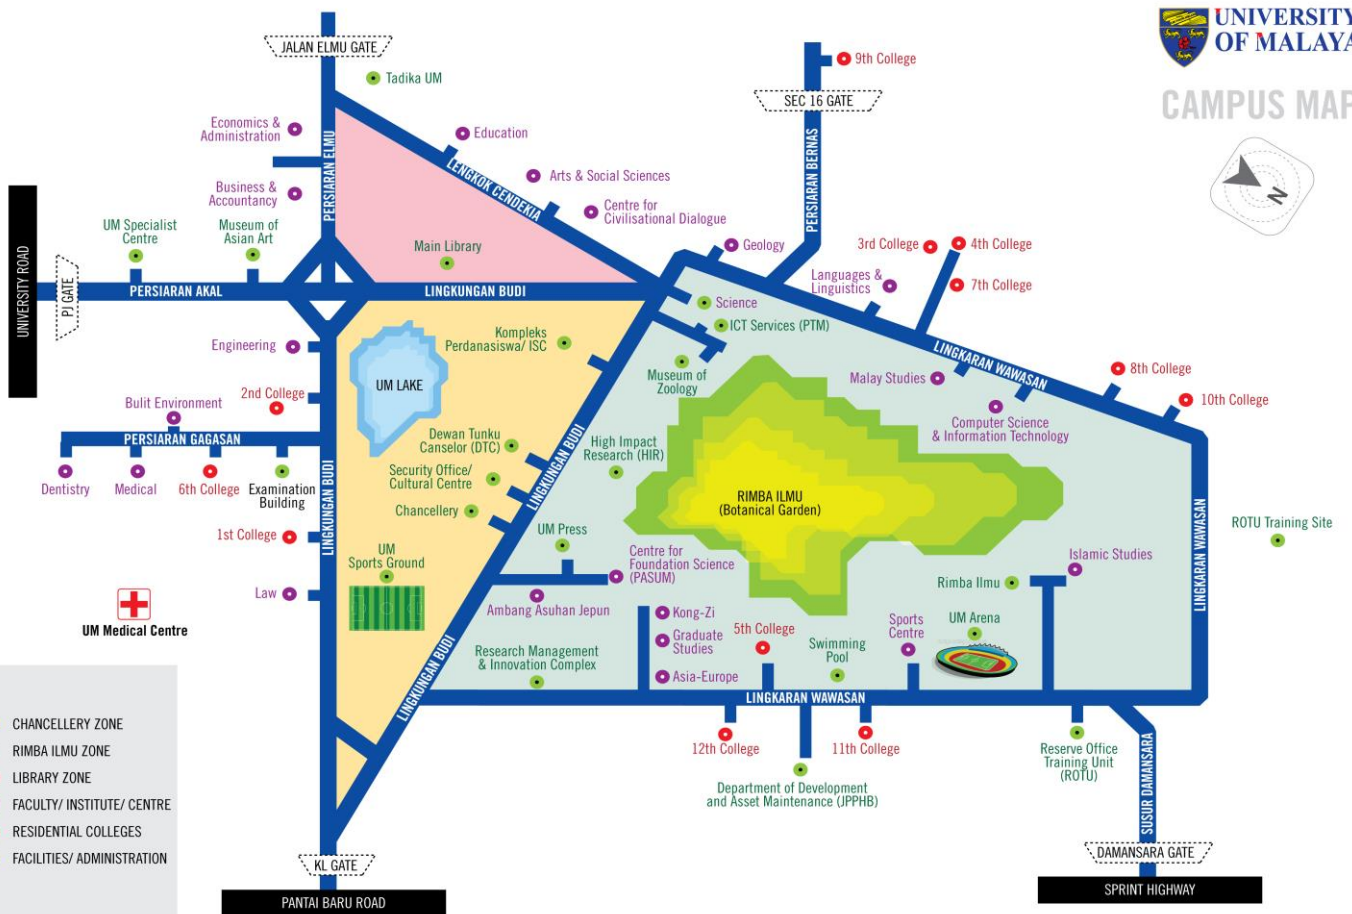 UNIVERSITY
OF MALAYA
CAMPUS MAP
N
JALAN ELMU GATE
Tadika UM
9th College
SEC 16 GATE
PERSIARAN BERNAS
Economics &
Administration
PERSIARAN ELMU
Education
LENGKOK CENDEKIA
Arts & Social Sciences
Business &
Accountancy
Centre for
Civilisational Dialogue
UM Specialist
Centre
Museum of
Asian Art
Main Library
Geology
3rd College
4th College
7th College
Languages &
Linguistics
UNIVERSITY ROAD
PJ GATE
PERSIARAN AKAL
LINGKUNGAN BUDI
Science
ICT Services (PTM)
Engineering
UM LAKE
Kompleks
Perdanasiswa/ ISC
Museum of
Zoology
LINGKARAN WAWASAN
Malay Studies
8th College
10th College
2nd College
Bulit Environment
Computer Science
& Information Technology
PERSIARAN GAGASAN
Dewan Tunku
Canselor (DTC)
High Impact
Research (HIR)
LINGKUNGAN BUDI
Dentistry
Medical
6th College
Examination
Building
LINGKUNGAN BUDI
Security Office/
Cultural Centre
Chancellery
RIMBA ILMU
(Botanical Garden)
LINGKARAN WAWASAN
ROTU Training Site
1st College
UM
Sports Ground
UM Press
Centre for
Foundation Science
(PASUM)
Islamic Studies
Rimba Ilmu
Law
Ambang Asuhan Jepun
Kong-Zi
UM Medical Centre
Graduate
Studies
5th College
Sports
Centre
UM Arena
LINGKUNGAN BUDI
Research Management
& Innovation Complex
Asia-Europe
Swimming
Pool
LINGKARAN WAWASAN
12th College
11th College
Reserve Office
Training Unit
(ROTU)
Department of Development
and Asset Maintenance (JPPHB)
SUSUR DAMANSARA
CHANCELLERY ZONE
RIMBA ILMU ZONE
LIBRARY ZONE
FACULTY/ INSTITUTE/ CENTRE
RESIDENTIAL COLLEGES
FACILITIES/ ADMINISTRATION
KL GATE
PANTAI BARU ROAD
DAMANSARA GATE
SPRINT HIGHWAY